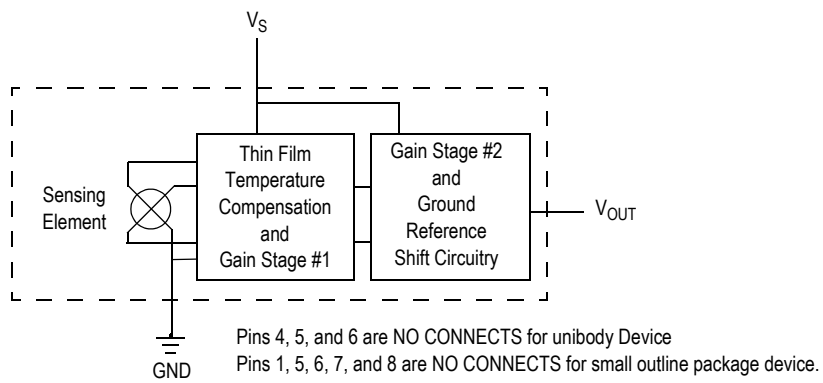 VS
Sensing
Element
Thin Film
Temperature
Compensation
and
Gain Stage #1
Gain Stage #2
and
Ground
Reference
Shift Circuitry
VOUT
GND
Pins 4, 5, and 6 are NO CONNECTS for unibody Device
Pins 1, 5, 6, 7, and 8 are NO CONNECTS for small outline package device.